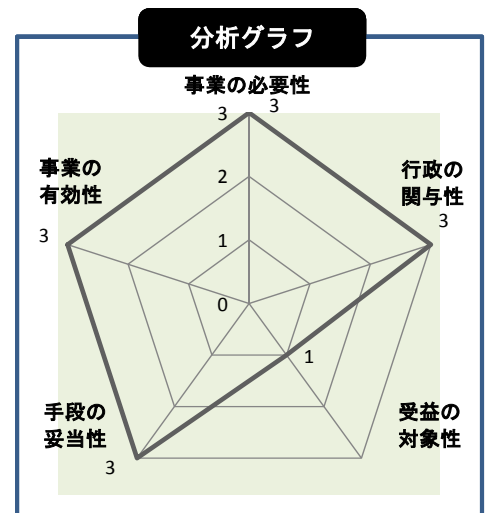 分析グラフ
事業の必要性
3
3
事業の
有効性
行政の
関与性
2
3
3
1
0
1
手段の
妥当性
受益の
対象性
3